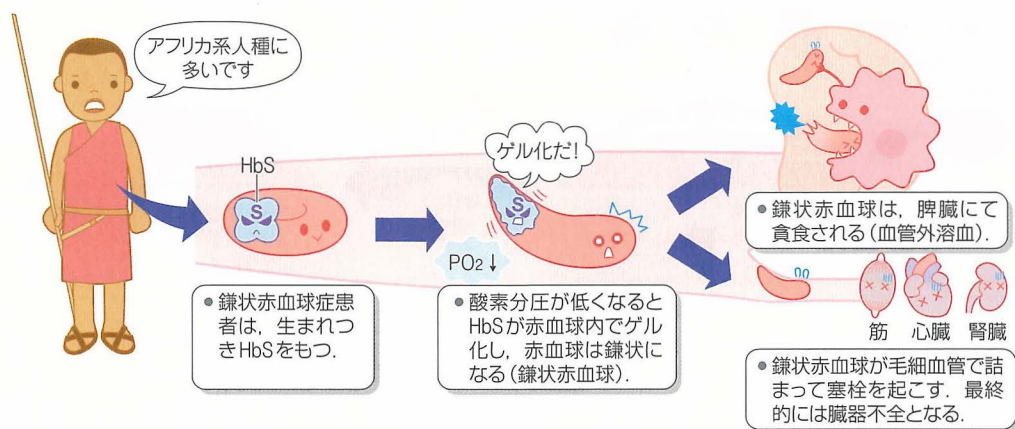 アフリカ系人種に
多いです
HbS
S
ゲル化だ!
S
PO2↓
● 鎌状赤血球症患
者は,生まれつ
きHbSをもつ.
● 酸素分圧が低くなると
HbSが赤血球内でゲル
化し,赤血球は鎌状に
なる(鎌状赤血球).
● 鎌状赤血球は,脾臓にて
貪食される(血管外溶血).
筋 心臓 腎臓
● 鎌状赤血球が毛細血管で詰
まって塞栓を起こす.最終
的には臓器不全となる.